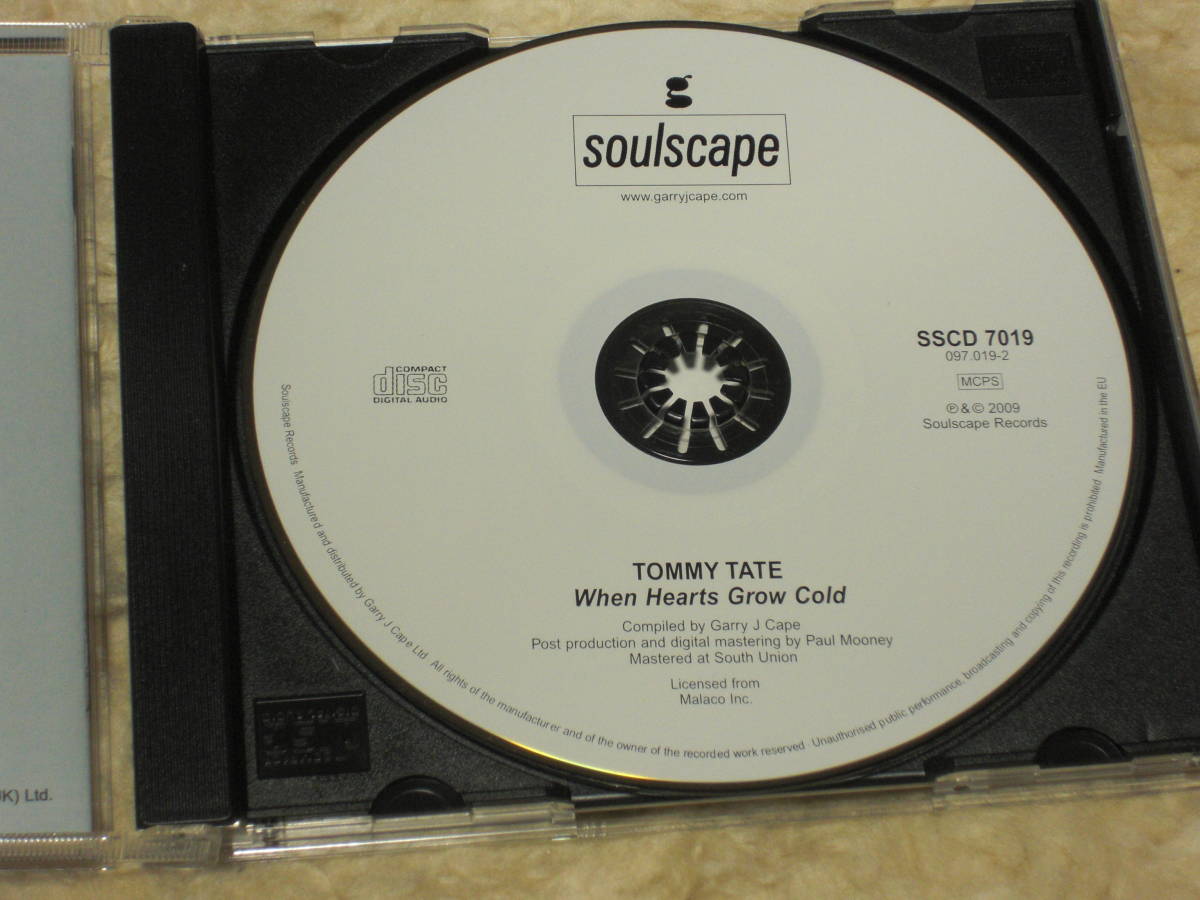 g
soulscape
www.garryjcape.com
COMPACT
disc
DIGITAL AUDIO
SSCD 7019
097.019-2
MCPS
℗ & © 2009
Soulscape Records
TOMMY TATE
When Hearts Grow Cold
Compiled by Garry J Cape
Post production and digital mastering by Paul Mooney
Mastered at South Union
Licensed from
Malaco Inc.
Soulscape Records Manufactured and distributed by Garry J Cape Ltd All rights of the manufacturer and of the owner of the recorded work reserved Unauthorised public performance, broadcasting and copying of this recording is prohibited Manufactured in the EU
UK) Ltd.